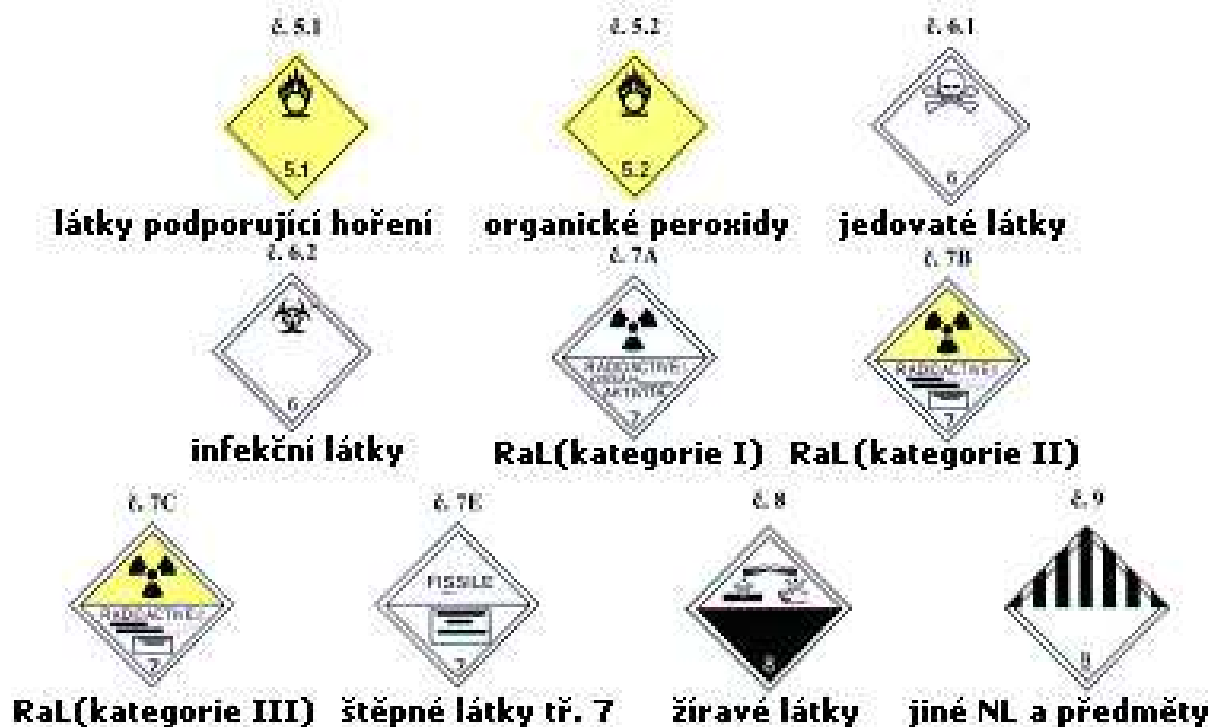 č. 5.1 č. 5.2 č. 6.1
5.1 5.2 6
látky podporující hoření organické peroxidy jedovaté látky
č. 6.2 č. 7A č. 7B
RADIOACTIVE RADIOACTIVE
6 7 7
infekční látky RaL(kategorie I) RaL(kategorie II)
č. 7C č. 7E č. 8 č. 9
FISSILE
RADIOACTIVE
7 7 8 9
RaL(kategorie III) štěpné látky tř. 7 žíravé látky jiné NL a předměty